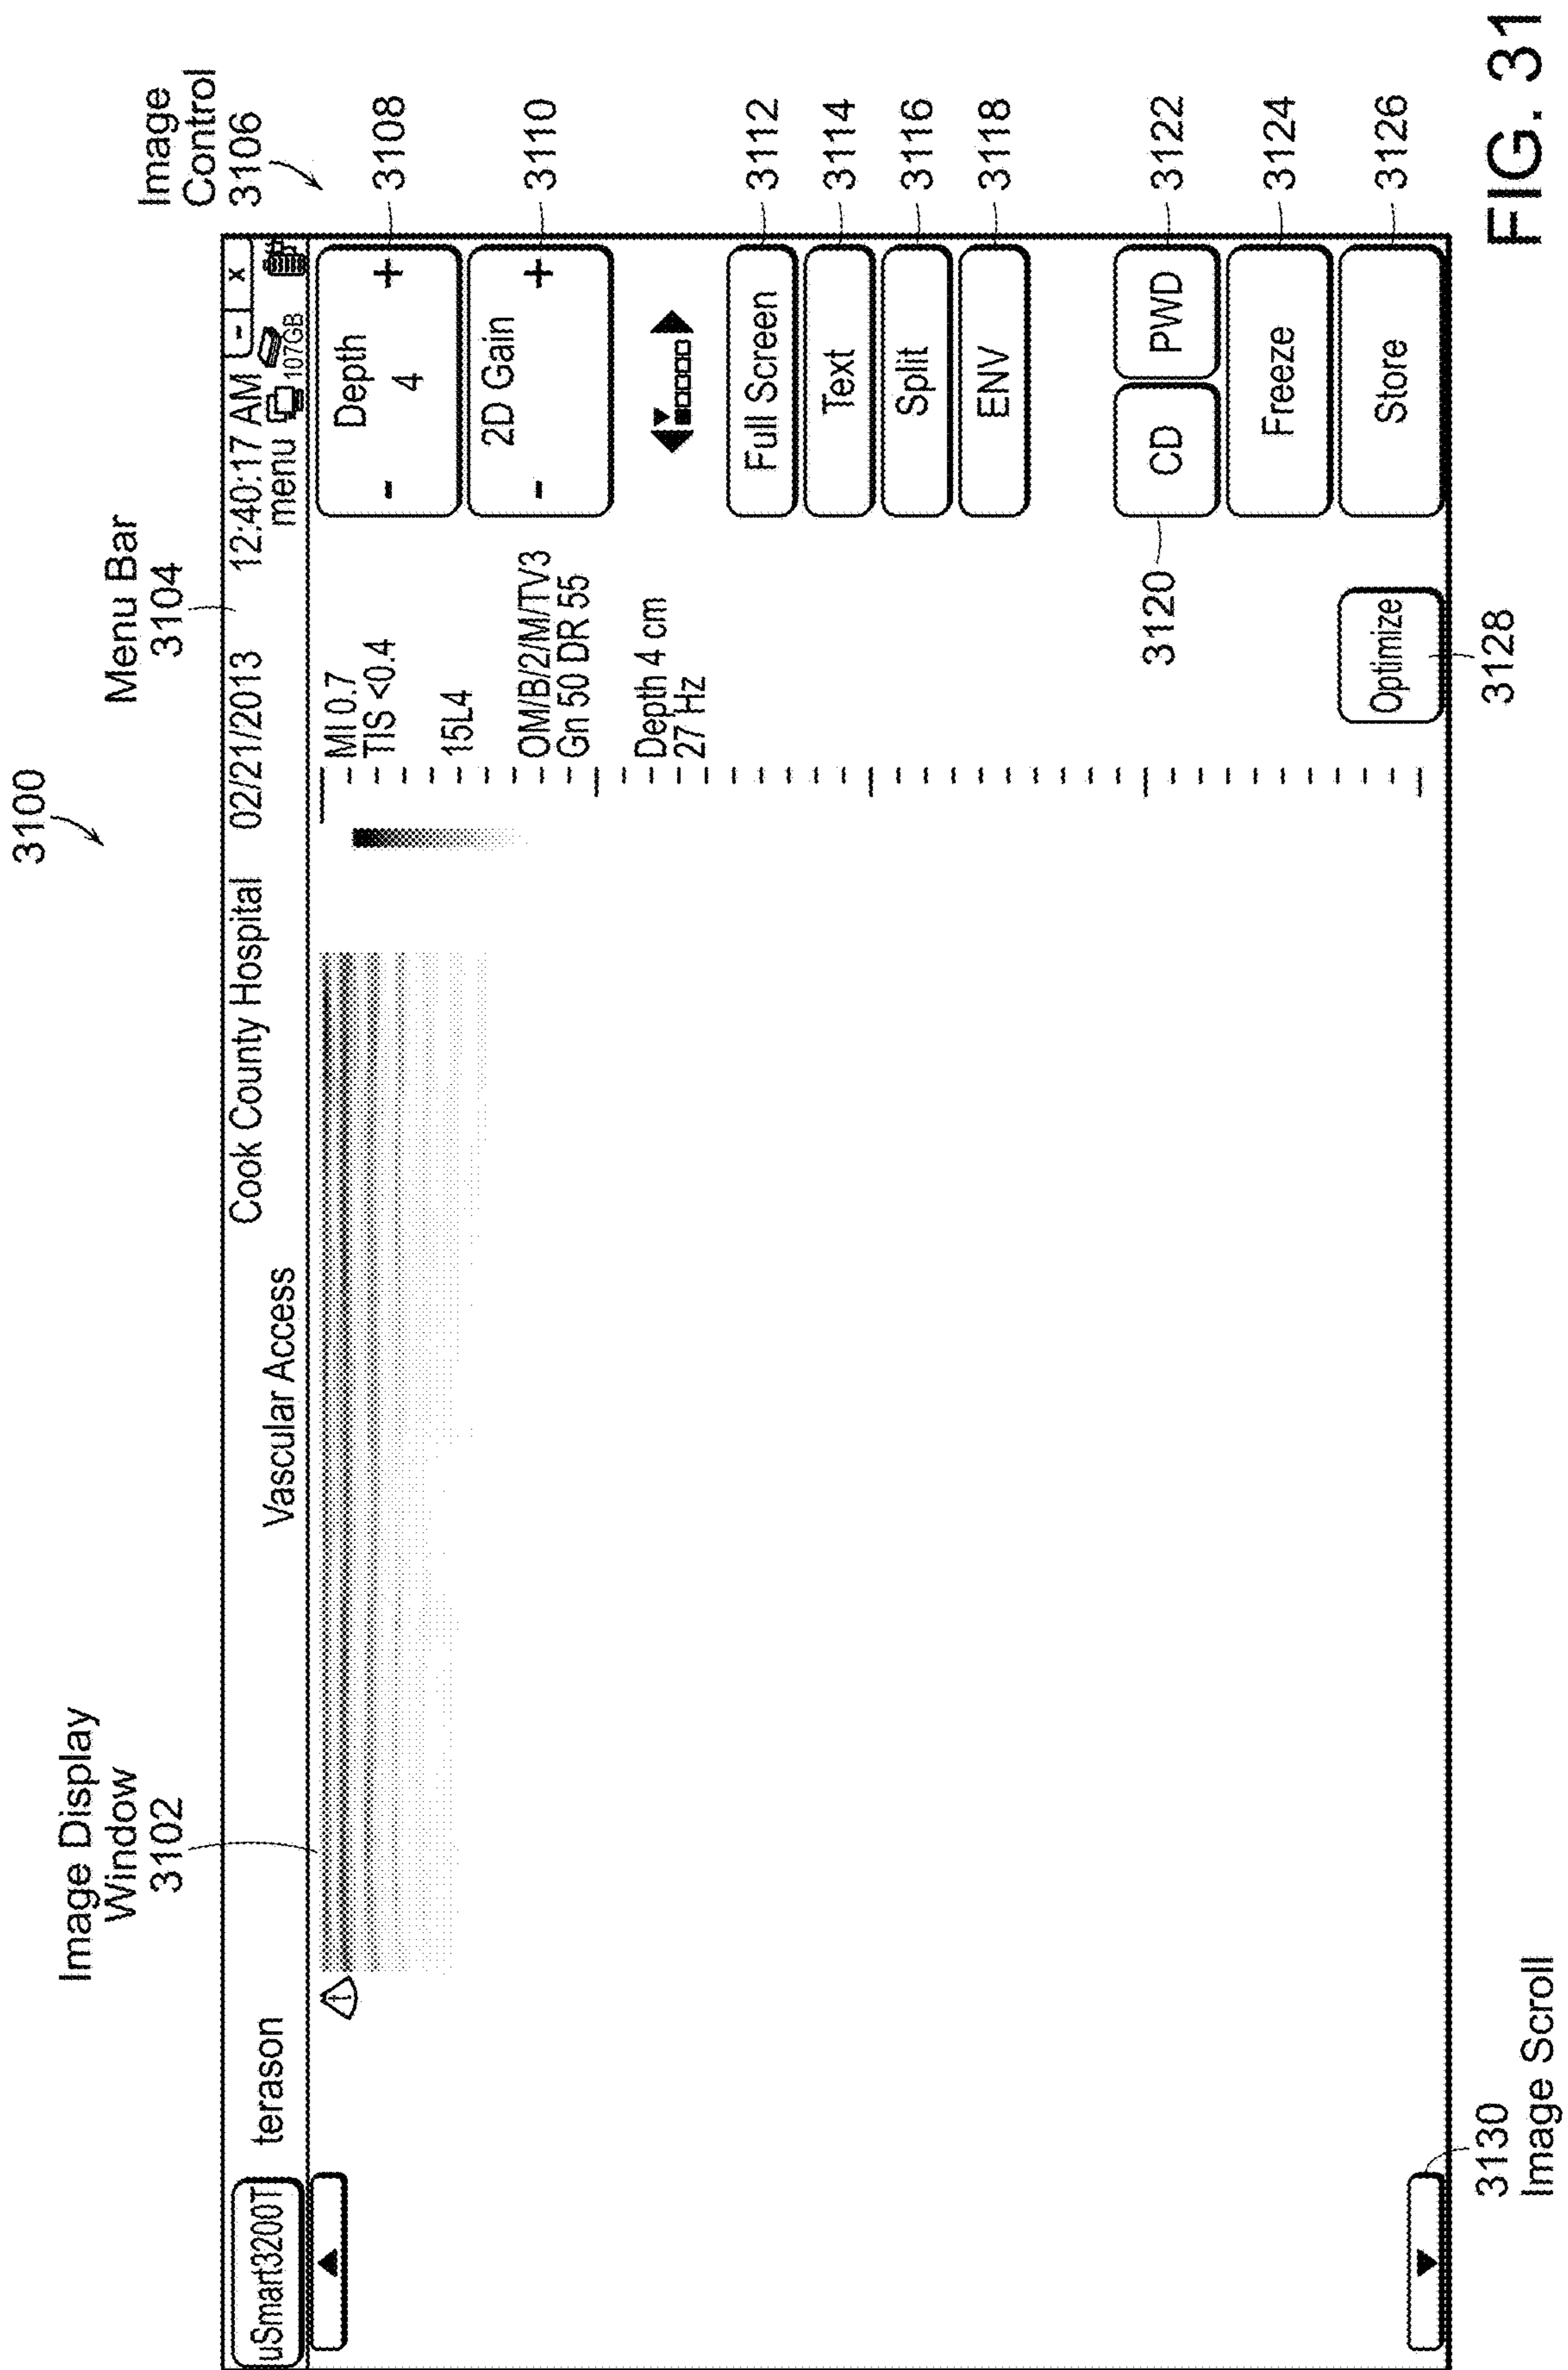 3100
Image Display
Window
3102
Menu Bar
3104
Image
Control
3106
uSmart3200T terason Cook County Hospital 02/21/2013 12:40:17 AM - x
Vascular Access menu 107GB
MI 0.7
TIS <0.4
15L4
OM/B/2/M/TV3
Gn 50 DR 55
Depth 4 cm
27 Hz
Depth
- 4 +
3108
2D Gain
- +
3110
Full Screen
3112
Text
3114
Split
3116
ENV
3118
CD
3120
PWD
3122
Freeze
3124
Store
3126
Optimize
3128
3130
Image Scroll
FIG. 31